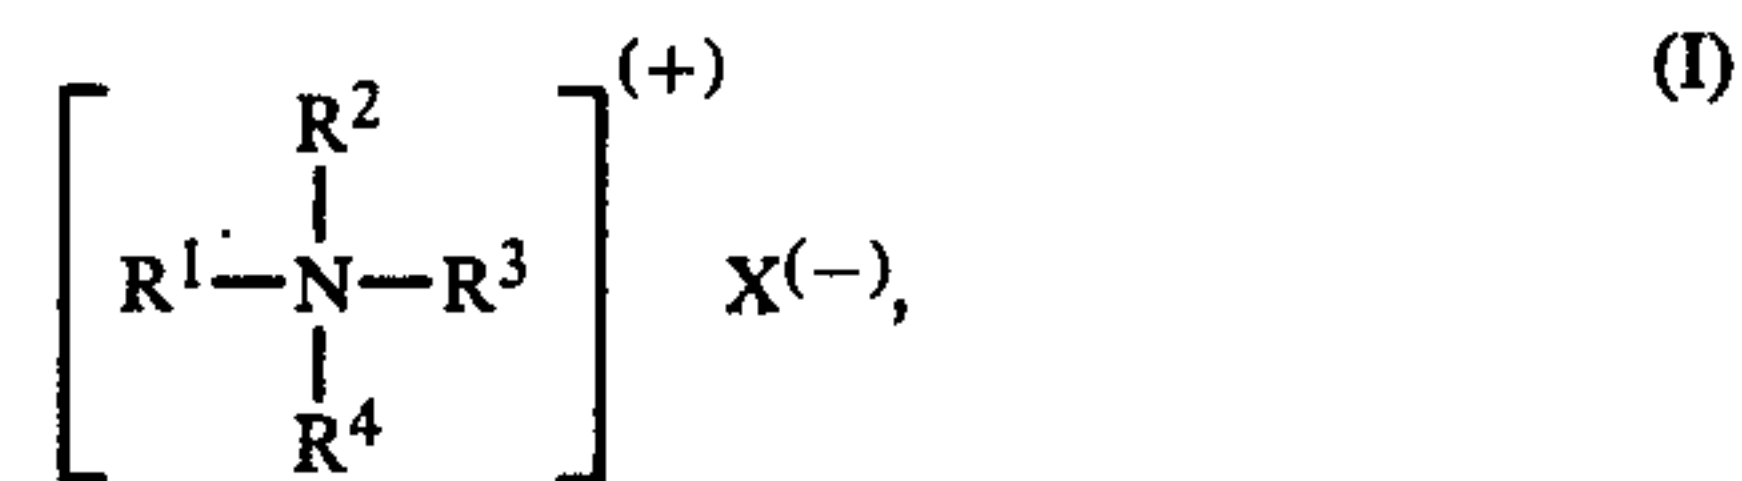 (I)
(+)
R2
R1—N—R3 X(−),
R4